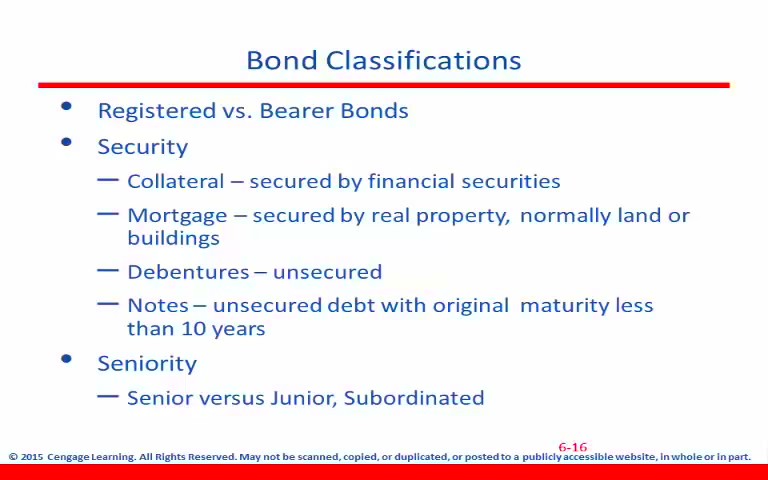 Bond Classifications
• Registered vs. Bearer Bonds
• Security
— Collateral – secured by financial securities
— Mortgage – secured by real property, normally land or
buildings
— Debentures – unsecured
— Notes – unsecured debt with original maturity less
than 10 years
• Seniority
— Senior versus Junior, Subordinated
6-16
© 2015 Cengage Learning. All Rights Reserved. May not be scanned, copied, or duplicated, or posted to a publicly accessible website, in whole or in part.